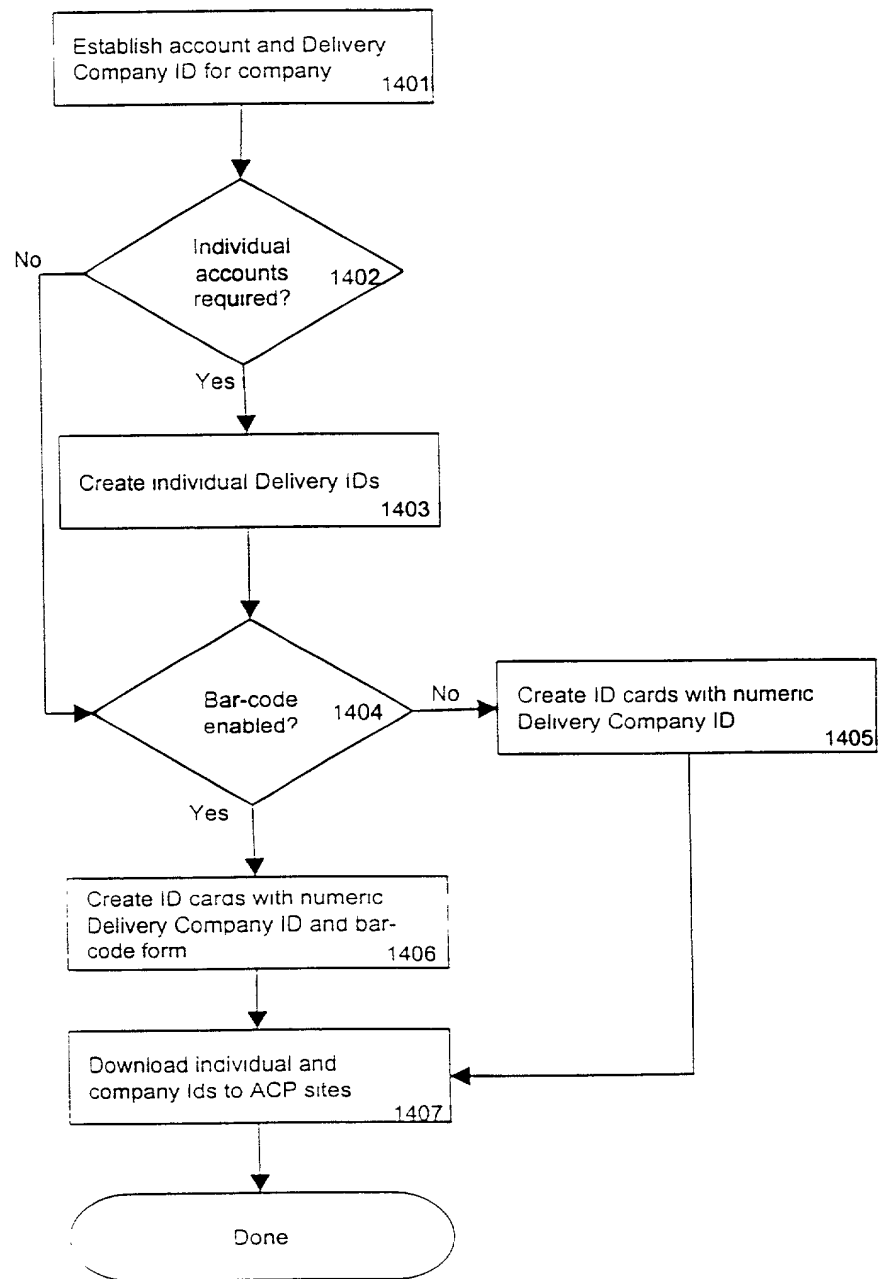 Establish account and Delivery
Company ID for company
1401
Individual
accounts
required?
1402
No
Yes
Create individual Delivery IDs
1403
Bar-code
enabled?
1404
No
Create ID cards with numeric
Delivery Company ID
1405
Yes
Create ID cards with numeric
Delivery Company ID and bar-
code form
1406
Download individual and
company Ids to ACP sites
1407
Done